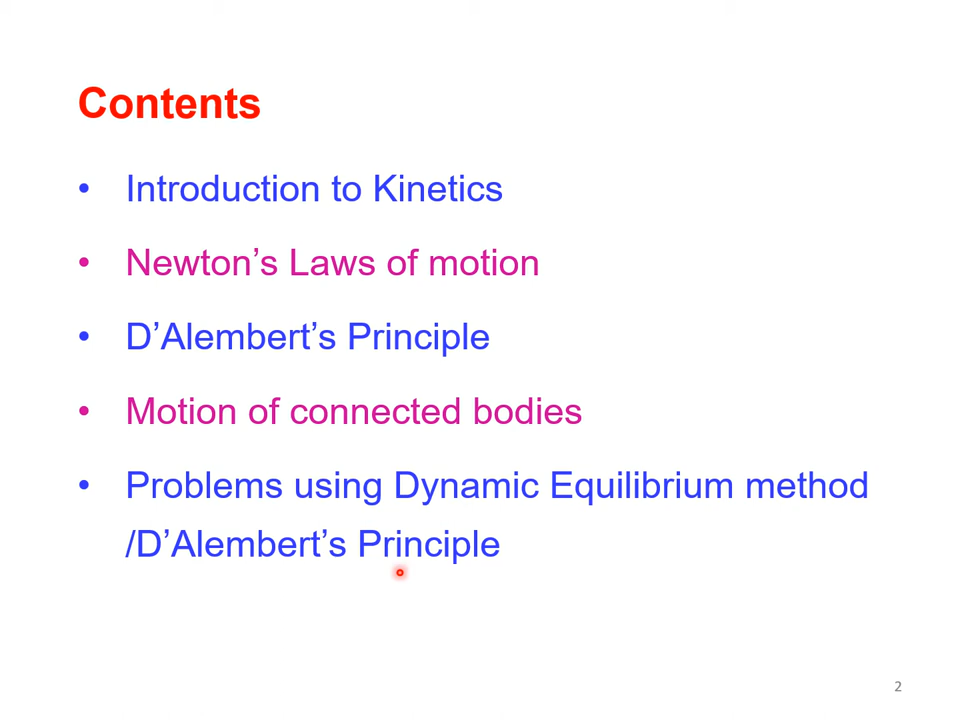 Contents
• Introduction to Kinetics
• Newton’s Laws of motion
• D’Alembert’s Principle
• Motion of connected bodies
• Problems using Dynamic Equilibrium method
/D’Alembert’s Principle
2